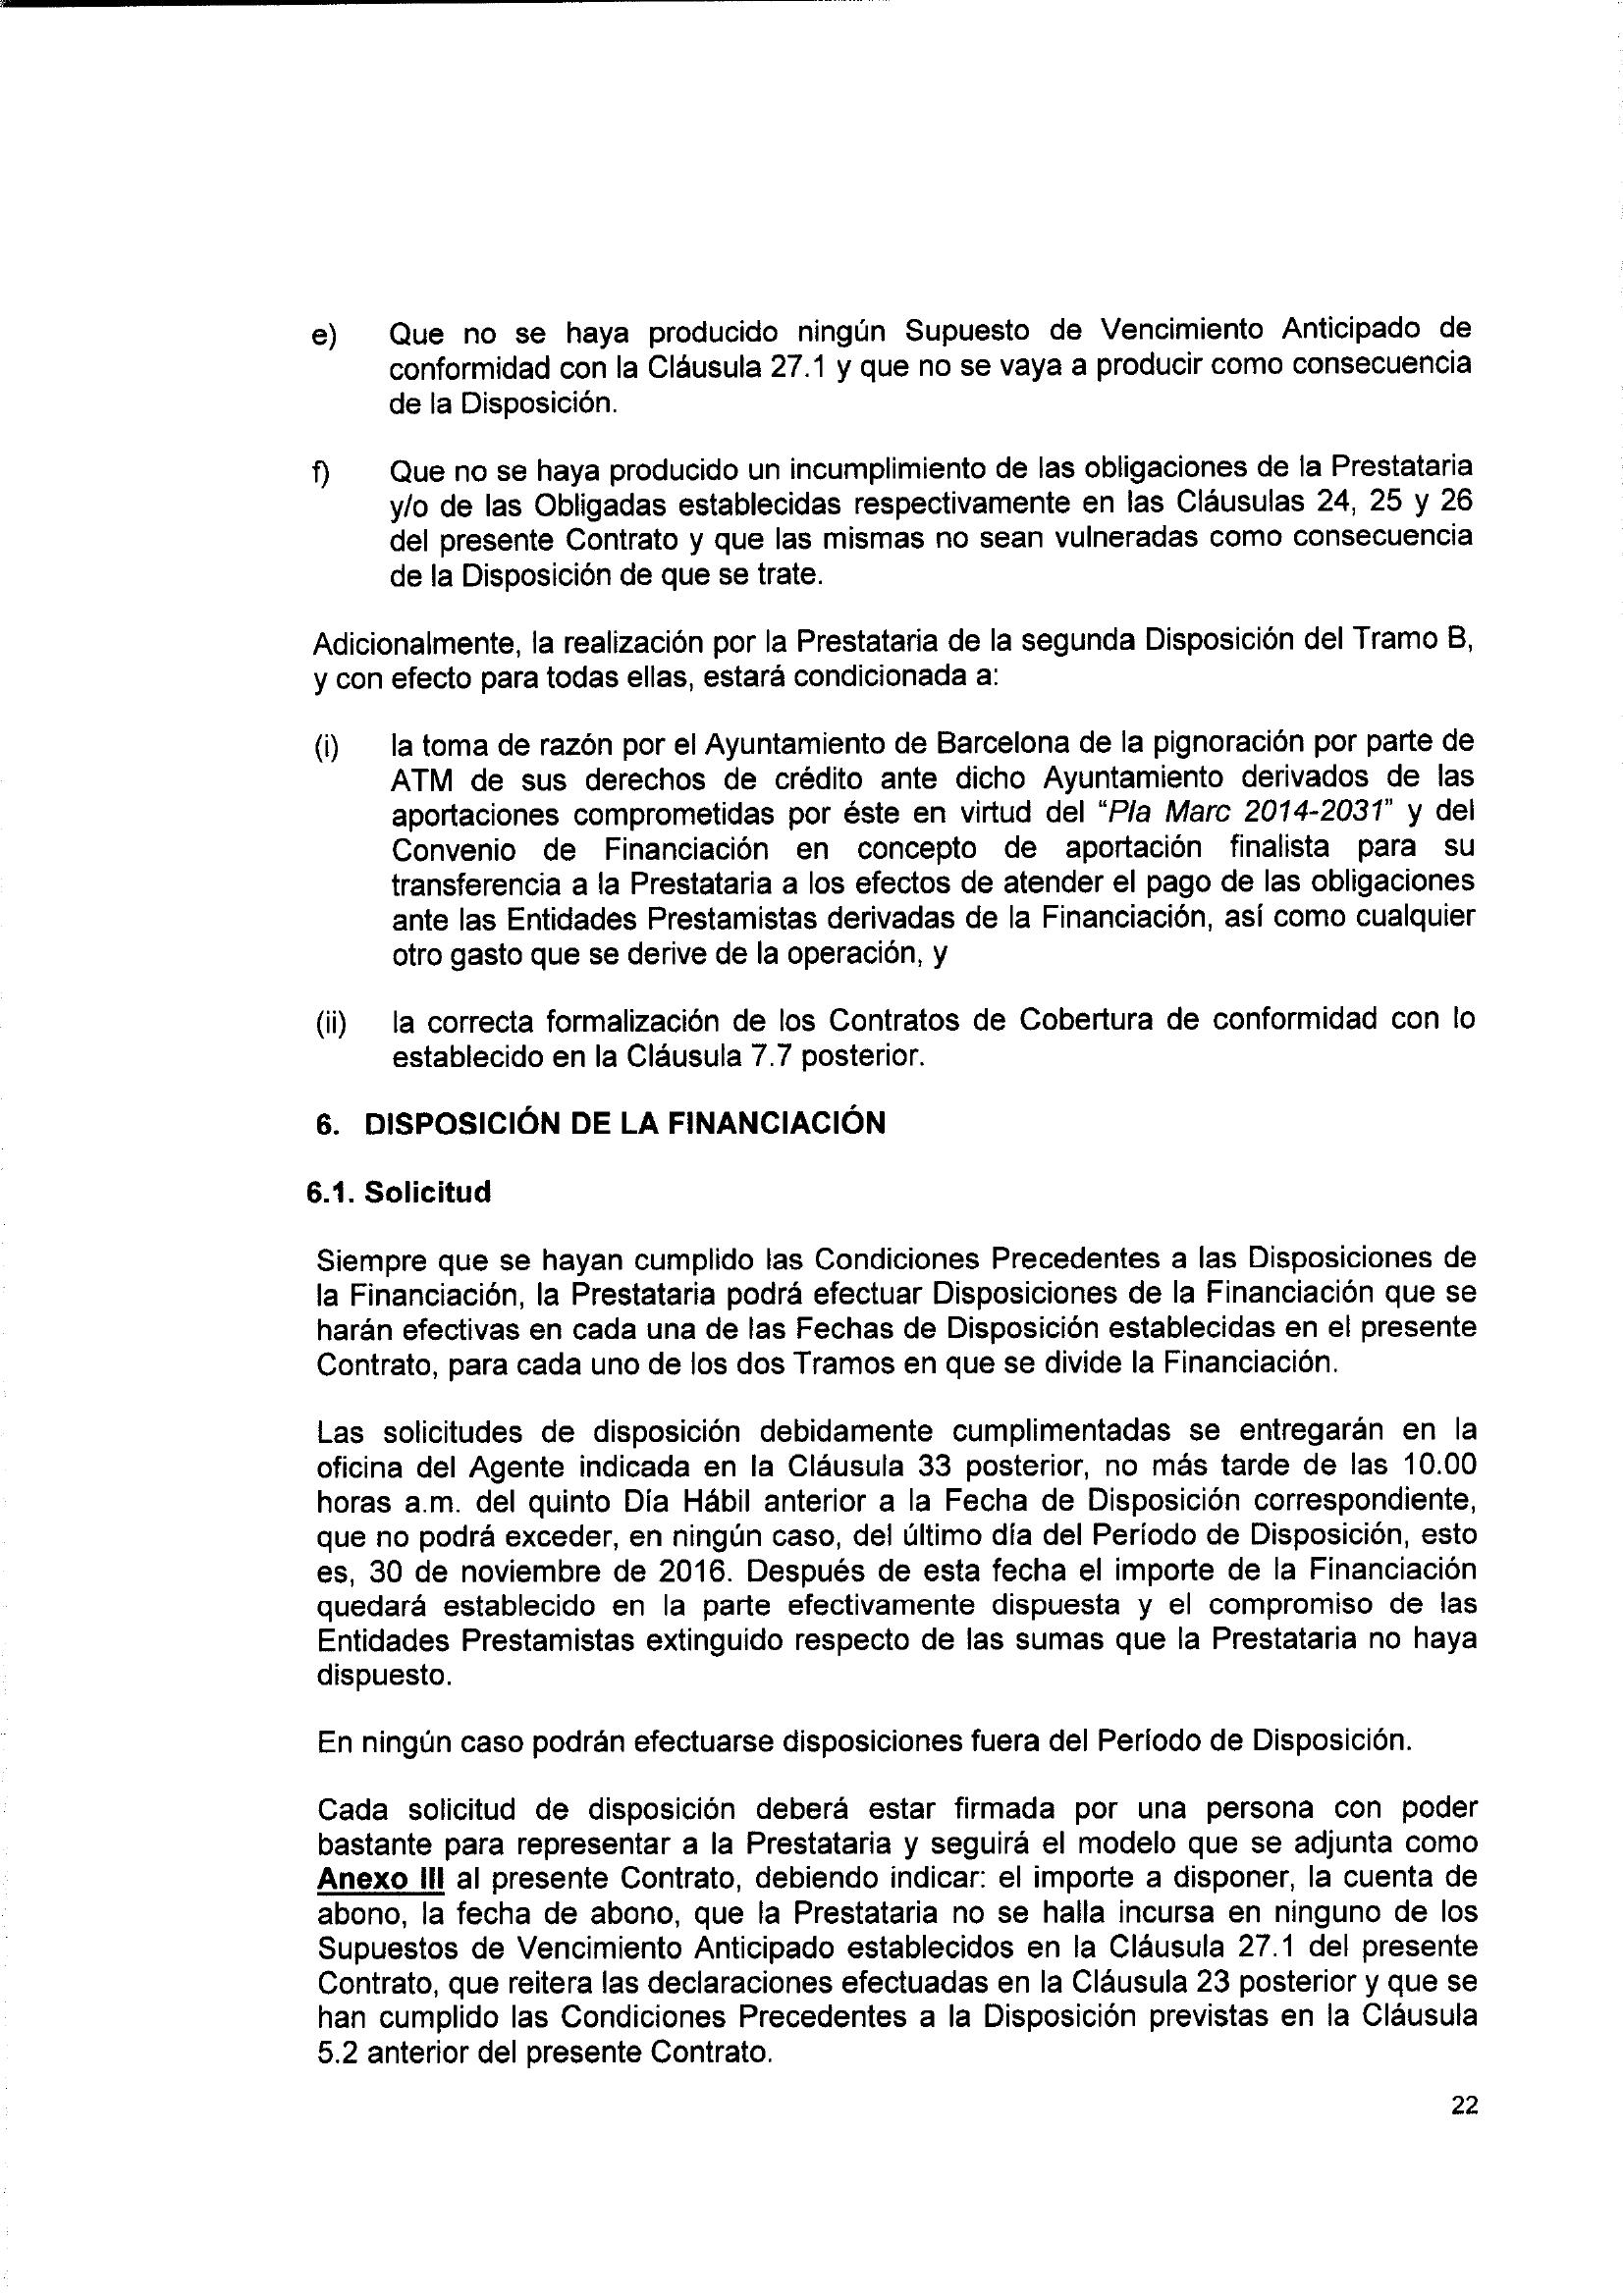 e) Que no se haya producido ningún Supuesto de Vencimiento Anticipado de
conformidad con la Cláusula 27.1 y que no se vaya a producir como consecuencia
de la Disposición.
f) Que no se haya producido un incumplimiento de las obligaciones de la Prestataria
y/o de las Obligadas establecidas respectivamente en las Cláusulas 24, 25 y 26
del presente Contrato y que las mismas no sean vulneradas como consecuencia
de la Disposición de que se trate.
Adicionalmente, la realización por la Prestataria de la segunda Disposición del Tramo B,
y con efecto para todas ellas, estará condicionada a:
(i) la toma de razón por el Ayuntamiento de Barcelona de la pignoración por parte de
ATM de sus derechos de crédito ante dicho Ayuntamiento derivados de las
aportaciones comprometidas por éste en virtud del “Pla Marc 2014-2031” y del
Convenio de Financiación en concepto de aportación finalista para su
transferencia a la Prestataria a los efectos de atender el pago de las obligaciones
ante las Entidades Prestamistas derivadas de la Financiación, así como cualquier
otro gasto que se derive de la operación, y
(ii) la correcta formalización de los Contratos de Cobertura de conformidad con lo
establecido en la Cláusula 7.7 posterior.
6. DISPOSICIÓN DE LA FINANCIACIÓN
6.1. Solicitud
Siempre que se hayan cumplido las Condiciones Precedentes a las Disposiciones de
la Financiación, la Prestataria podrá efectuar Disposiciones de la Financiación que se
harán efectivas en cada una de las Fechas de Disposición establecidas en el presente
Contrato, para cada uno de los dos Tramos en que se divide la Financiación.
Las solicitudes de disposición debidamente cumplimentadas se entregarán en la
oficina del Agente indicada en la Cláusula 33 posterior, no más tarde de las 10.00
horas a.m. del quinto Día Hábil anterior a la Fecha de Disposición correspondiente,
que no podrá exceder, en ningún caso, del último día del Período de Disposición, esto
es, 30 de noviembre de 2016. Después de esta fecha el importe de la Financiación
quedará establecido en la parte efectivamente dispuesta y el compromiso de las
Entidades Prestamistas extinguido respecto de las sumas que la Prestataria no haya
dispuesto.
En ningún caso podrán efectuarse disposiciones fuera del Período de Disposición.
Cada solicitud de disposición deberá estar firmada por una persona con poder
bastante para representar a la Prestataria y seguirá el modelo que se adjunta como
Anexo III al presente Contrato, debiendo indicar: el importe a disponer, la cuenta de
abono, la fecha de abono, que la Prestataria no se halla incursa en ninguno de los
Supuestos de Vencimiento Anticipado establecidos en la Cláusula 27.1 del presente
Contrato, que reitera las declaraciones efectuadas en la Cláusula 23 posterior y que se
han cumplido las Condiciones Precedentes a la Disposición previstas en la Cláusula
5.2 anterior del presente Contrato.
22